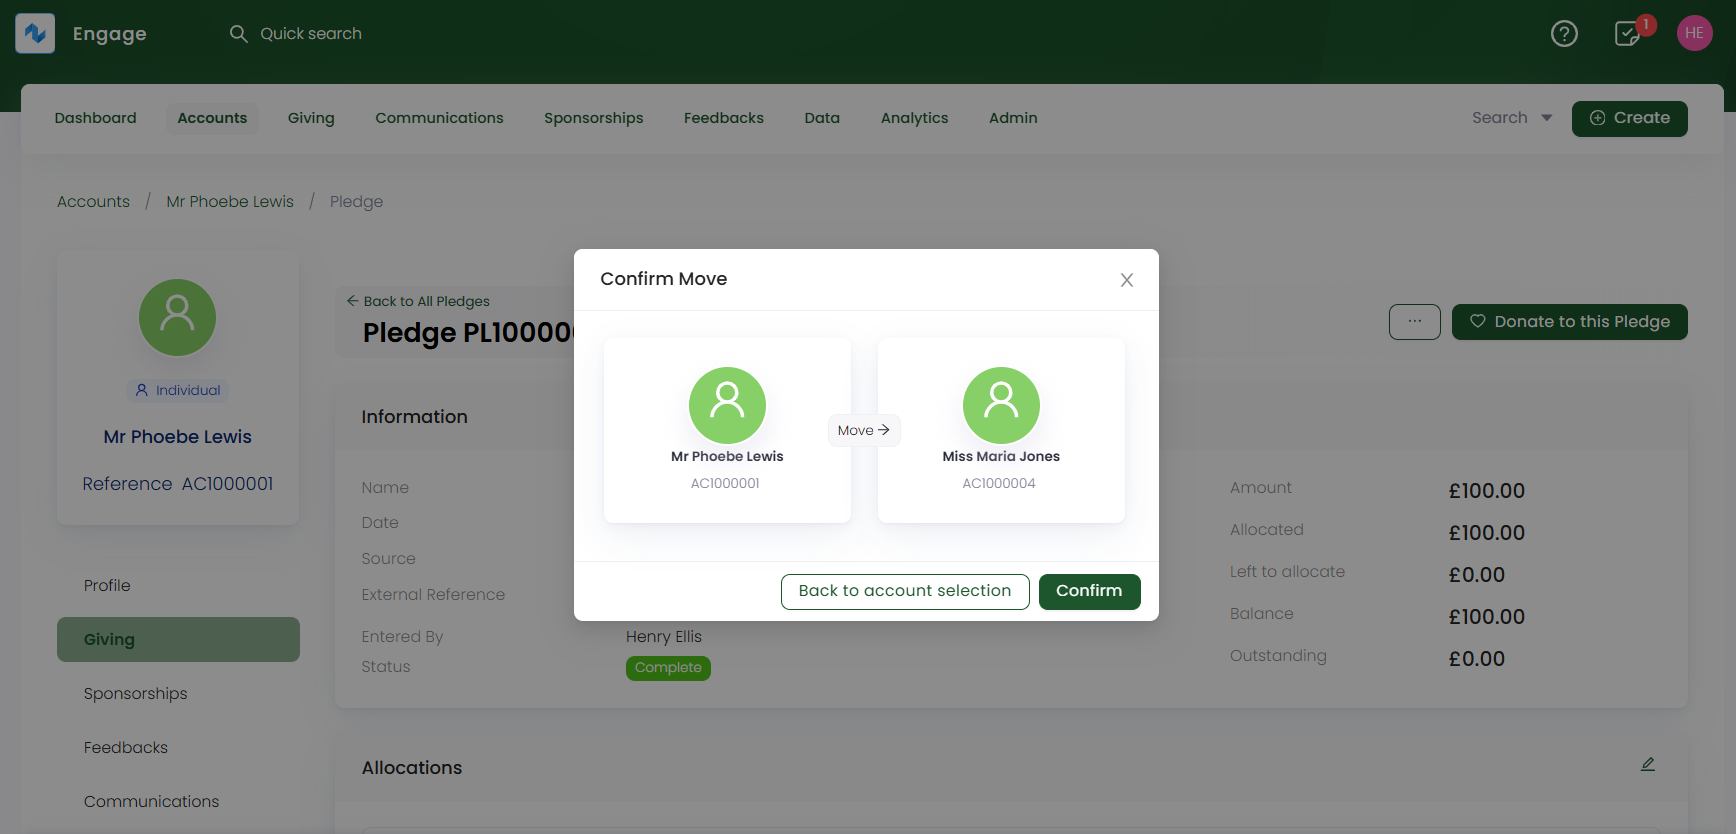 Engage
Quick search
1
HE
Dashboard Accounts Giving Communications Sponsorships Feedbacks Data Analytics Admin Search Create
Accounts / Mr Phoebe Lewis / Pledge
Individual
Mr Phoebe Lewis
Reference AC1000001
Profile
Giving
Sponsorships
Feedbacks
Communications
← Back to All Pledges
Pledge PL10000
... Donate to this Pledge
Information
Name
Date
Source
External Reference
Entered By Henry Ellis
Status Complete
Amount £100.00
Allocated £100.00
Left to allocate £0.00
Balance £100.00
Outstanding £0.00
Allocations
Confirm Move
Mr Phoebe Lewis
AC1000001
Move →
Miss Maria Jones
AC1000004
Back to account selection Confirm